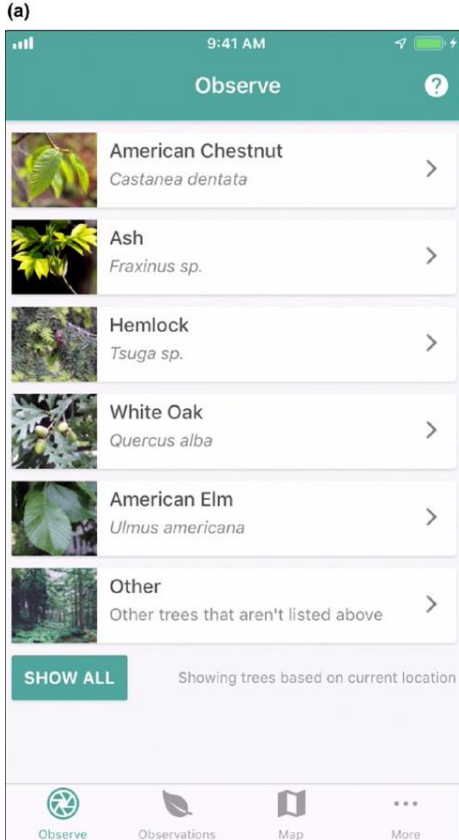 (a)
9:41 AM
Observe
?
American Chestnut
Castanea dentata
Ash
Fraxinus sp.
Hemlock
Tsuga sp.
White Oak
Quercus alba
American Elm
Ulmus americana
Other
Other trees that aren't listed above
SHOW ALL Showing trees based on current location
Observe Observations Map More